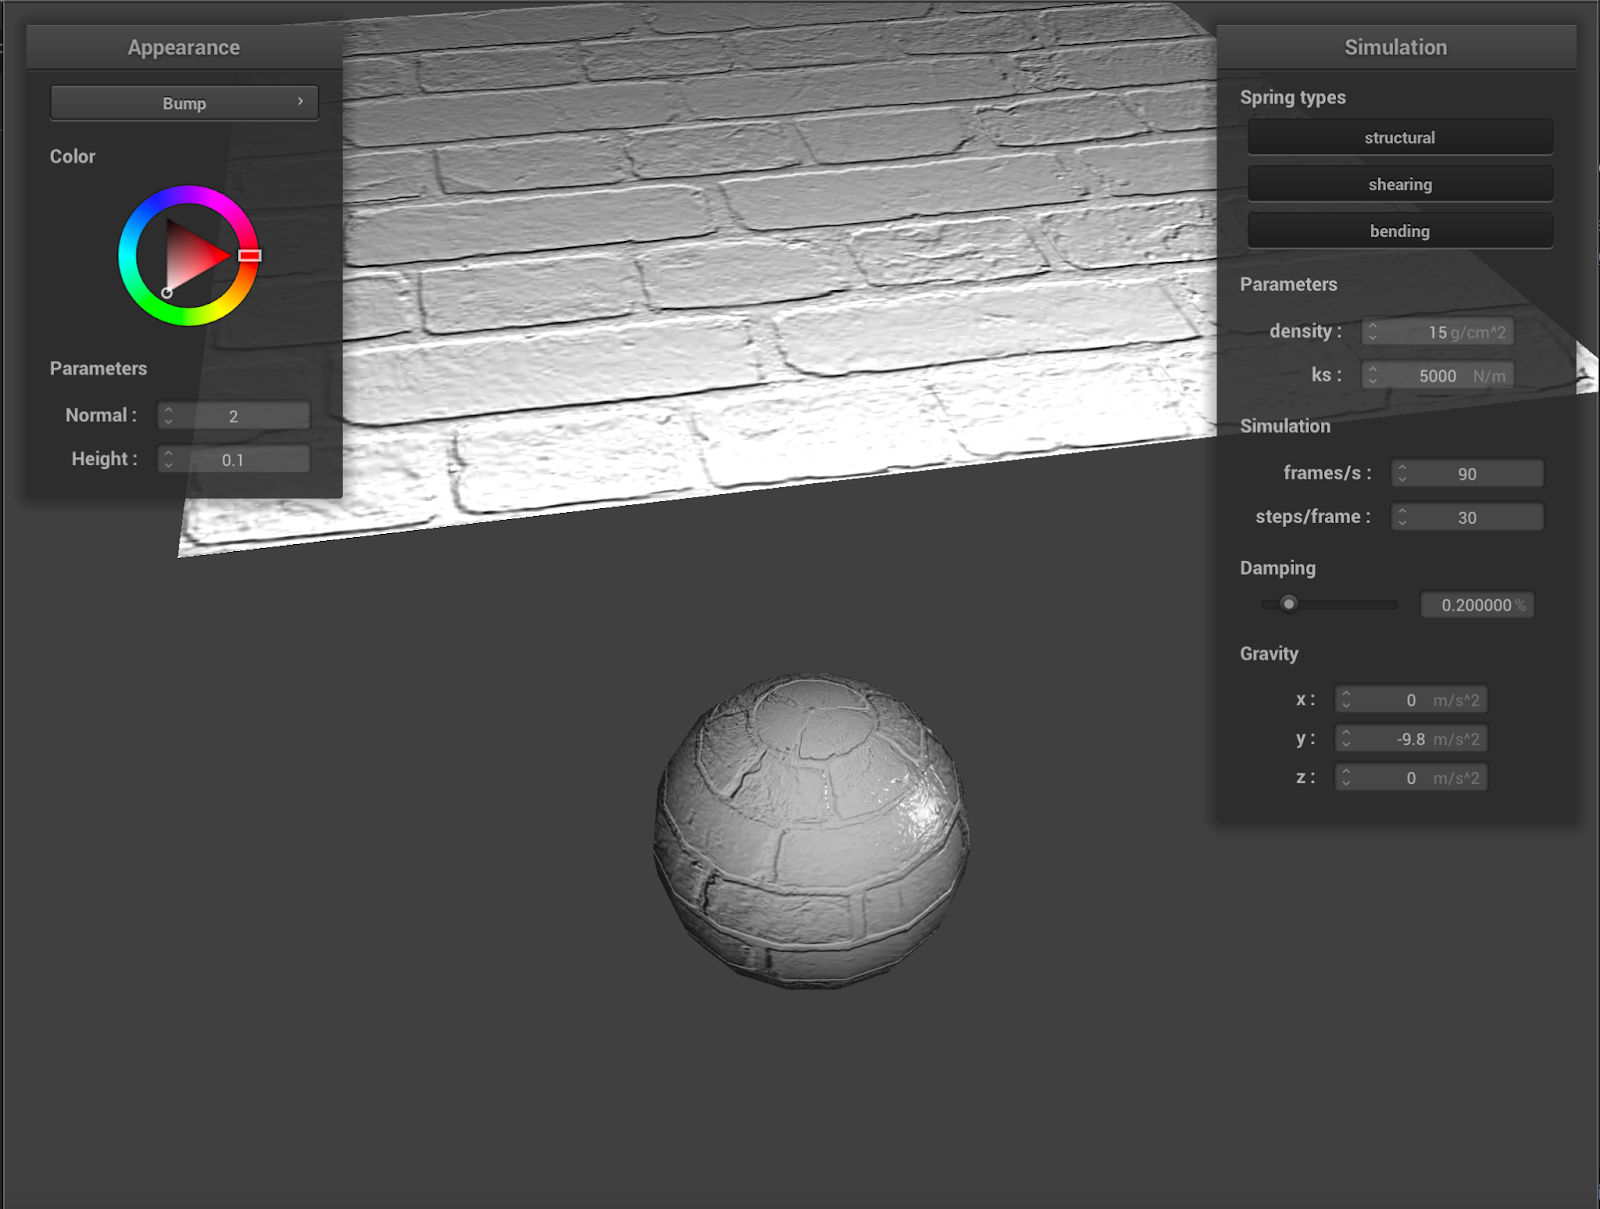 Appearance
Bump
Color
Parameters
Normal : 2
Height : 0.1
Simulation
Spring types
structural
shearing
bending
Parameters
density : 15 g/cm^2
ks : 5000 N/m
Simulation
frames/s : 90
steps/frame : 30
Damping
0.200000 %
Gravity
x : 0 m/s^2
y : -9.8 m/s^2
z : 0 m/s^2